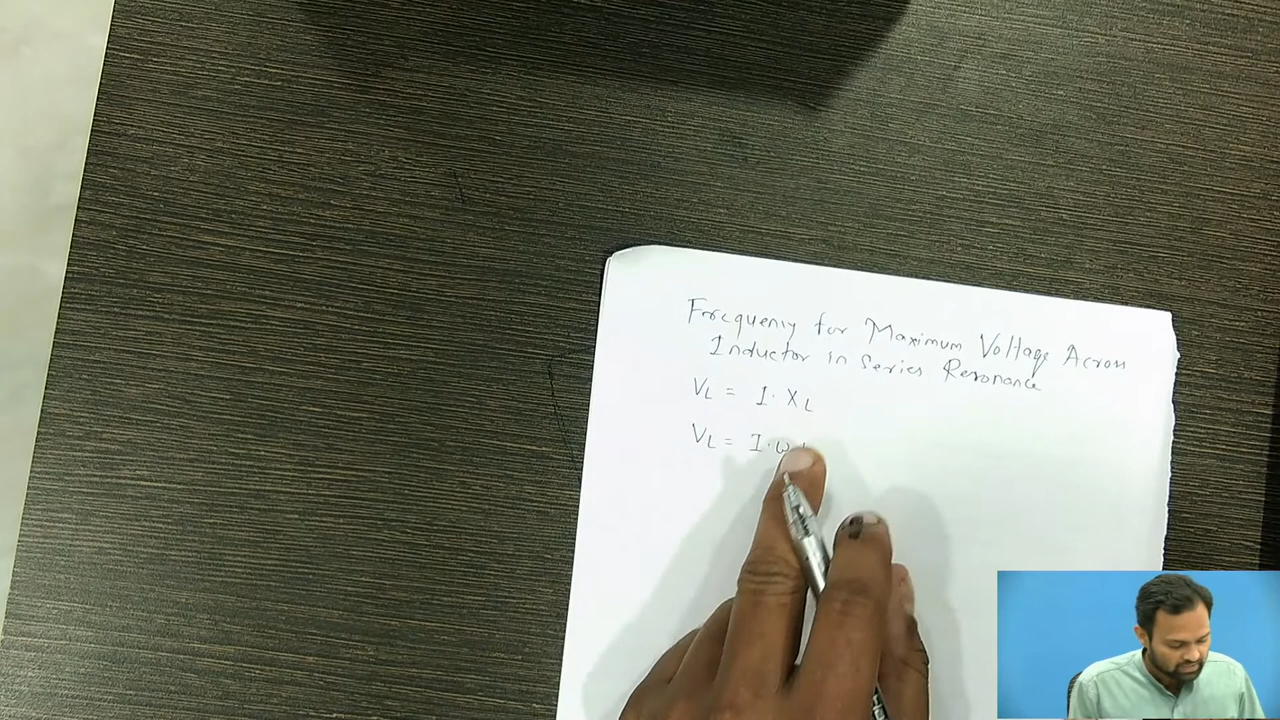 Frequency for Maximum Voltage Across
Inductor in Series Resonance
VL = I · XL
VL = I · ω